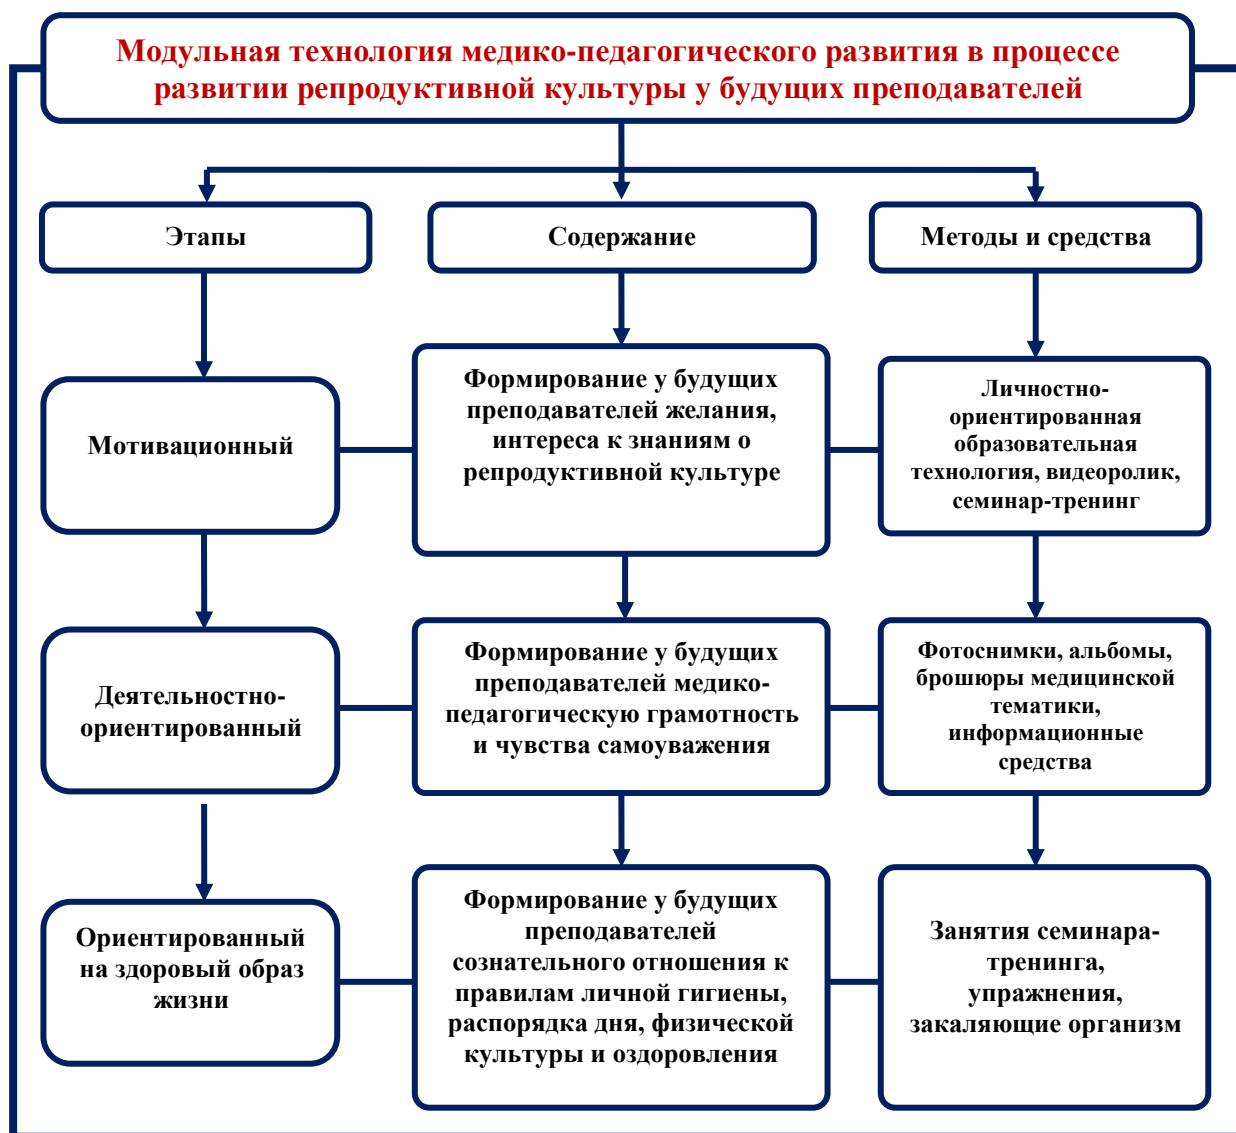 Модульная технология медико-педагогического развития в процессе
развитии репродуктивной культуры у будущих преподавателей
Этапы
Содержание
Методы и средства
Мотивационный
Формирование у будущих
преподавателей желания,
интереса к знаниям о
репродуктивной культуре
Личностно-
ориентированная
образовательная
технология, видеоролик,
семинар-тренинг
Деятельностно-
ориентированный
Формирование у будущих
преподавателей медико-
педагогическую грамотность
и чувства самоуважения
Фотоснимки, альбомы,
брошюры медицинской
тематики,
информационные
средства
Ориентированный
на здоровый образ
жизни
Формирование у будущих
преподавателей
сознательного отношения к
правилам личной гигиены,
распорядка дня, физической
культуры и оздоровления
Занятия семинара-
тренинга,
упражнения,
закаляющие организм